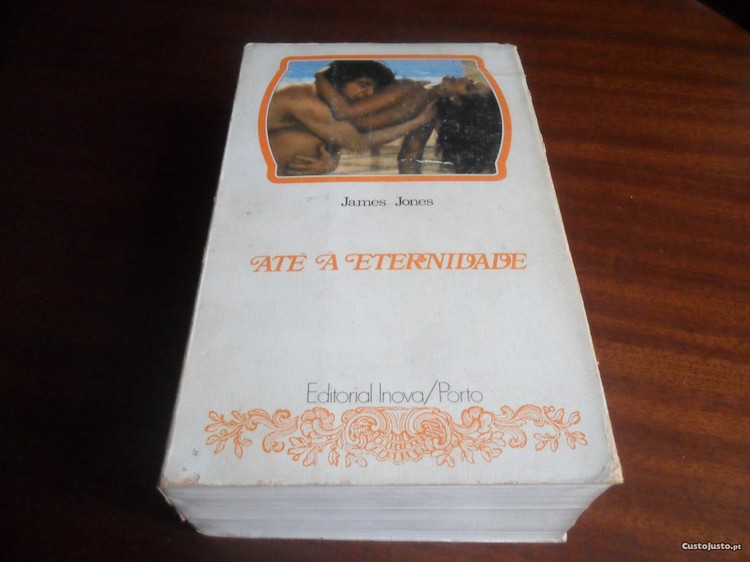 James Jones
ATÉ À ETERNIDADE
Editorial Inova/Porto
CustoJusto.pt